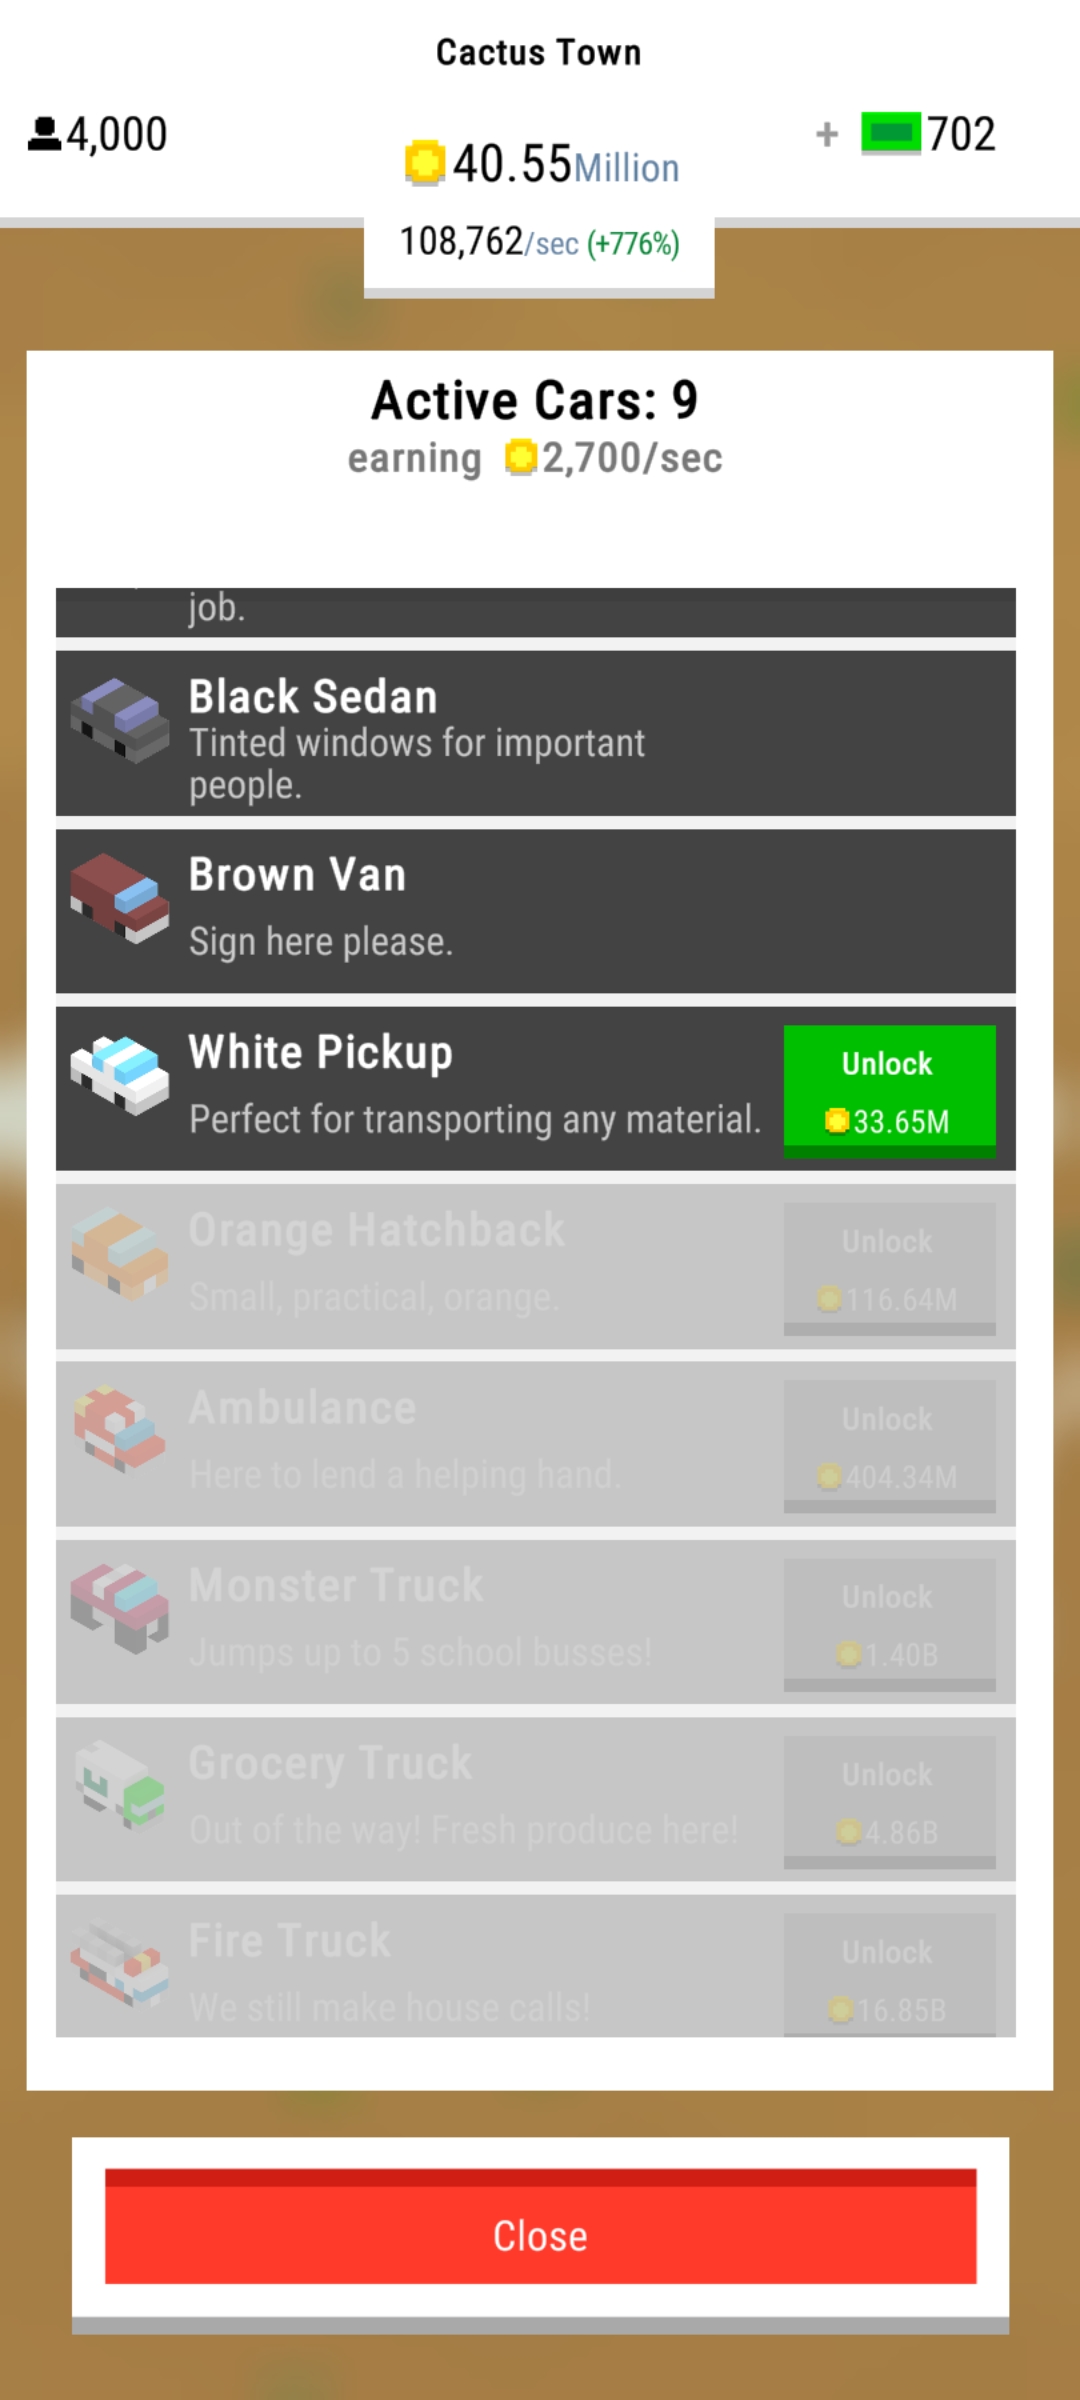 Cactus Town
4,000
+ 702
40.55Million
108,762/sec (+776%)
Active Cars: 9
earning 2,700/sec
job.
Black Sedan
Tinted windows for important
people.
Brown Van
Sign here please.
White Pickup
Perfect for transporting any material.
Unlock
33.65M
Orange Hatchback
Small, practical, orange.
Unlock
116.64M
Ambulance
Here to lend a helping hand.
Unlock
404.34M
Monster Truck
Jumps up to 5 school busses!
Unlock
1.40B
Grocery Truck
Out of the way! Fresh produce here!
Unlock
4.86B
Fire Truck
We still make house calls!
Unlock
16.85B
Close